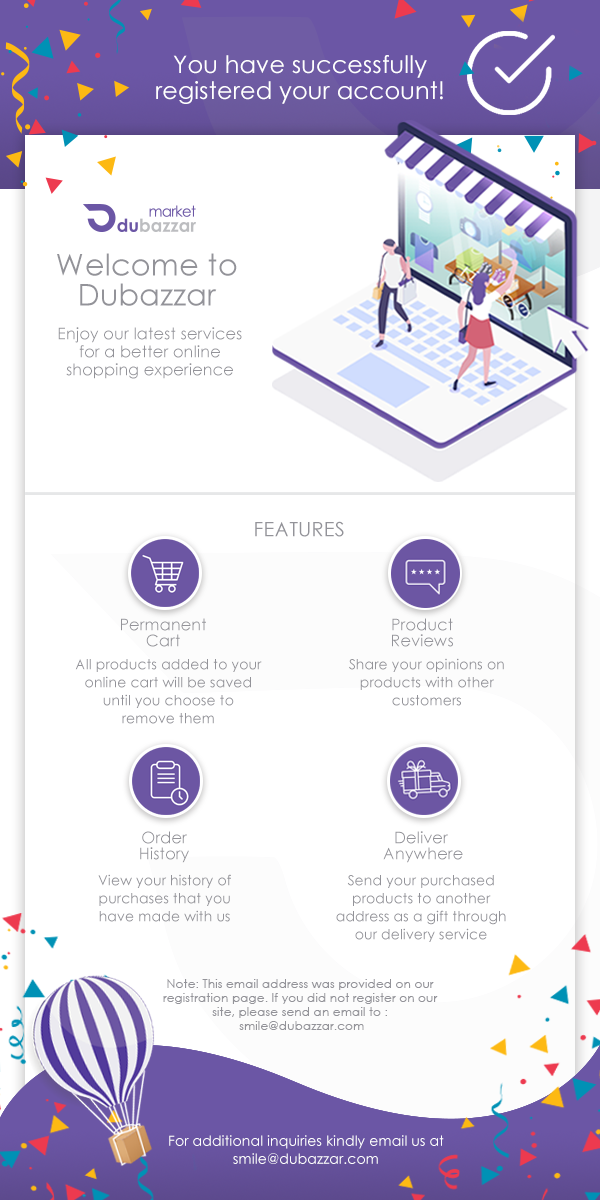 You have successfully
registered your account!
market
dubazzar
Welcome to
Dubazzar
Enjoy our latest services
for a better online
shopping experience
FEATURES
Permanent
Cart
All products added to your
online cart will be saved
until you choose to
remove them
Product
Reviews
Share your opinions on
products with other
customers
Order
History
View your history of
purchases that you
have made with us
Deliver
Anywhere
Send your purchased
products to another
address as a gift through
our delivery service
Note: This email address was provided on our
registration page. If you did not register on our
site, please send an email to :
smile@dubazzar.com
For additional inquiries kindly email us at
smile@dubazzar.com